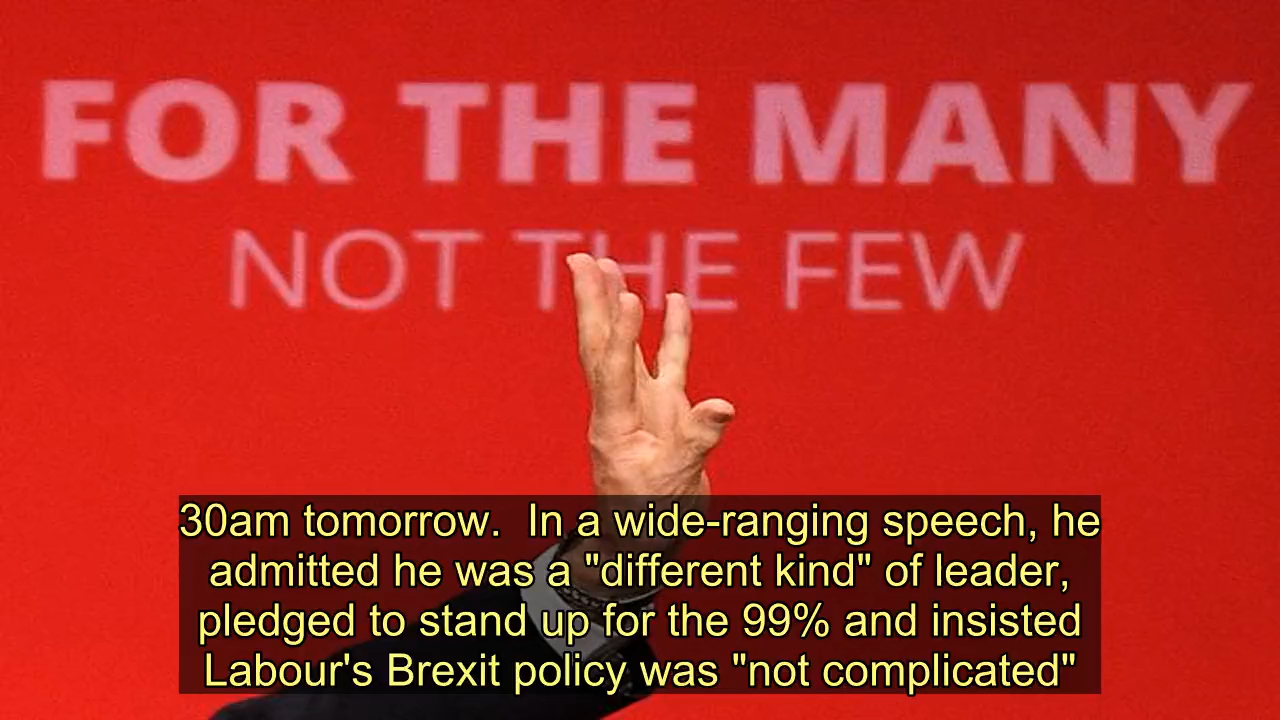 FOR THE MANY
NOT THE FEW
30am tomorrow.  In a wide-ranging speech, he
admitted he was a "different kind" of leader,
pledged to stand up for the 99% and insisted
Labour's Brexit policy was "not complicated"